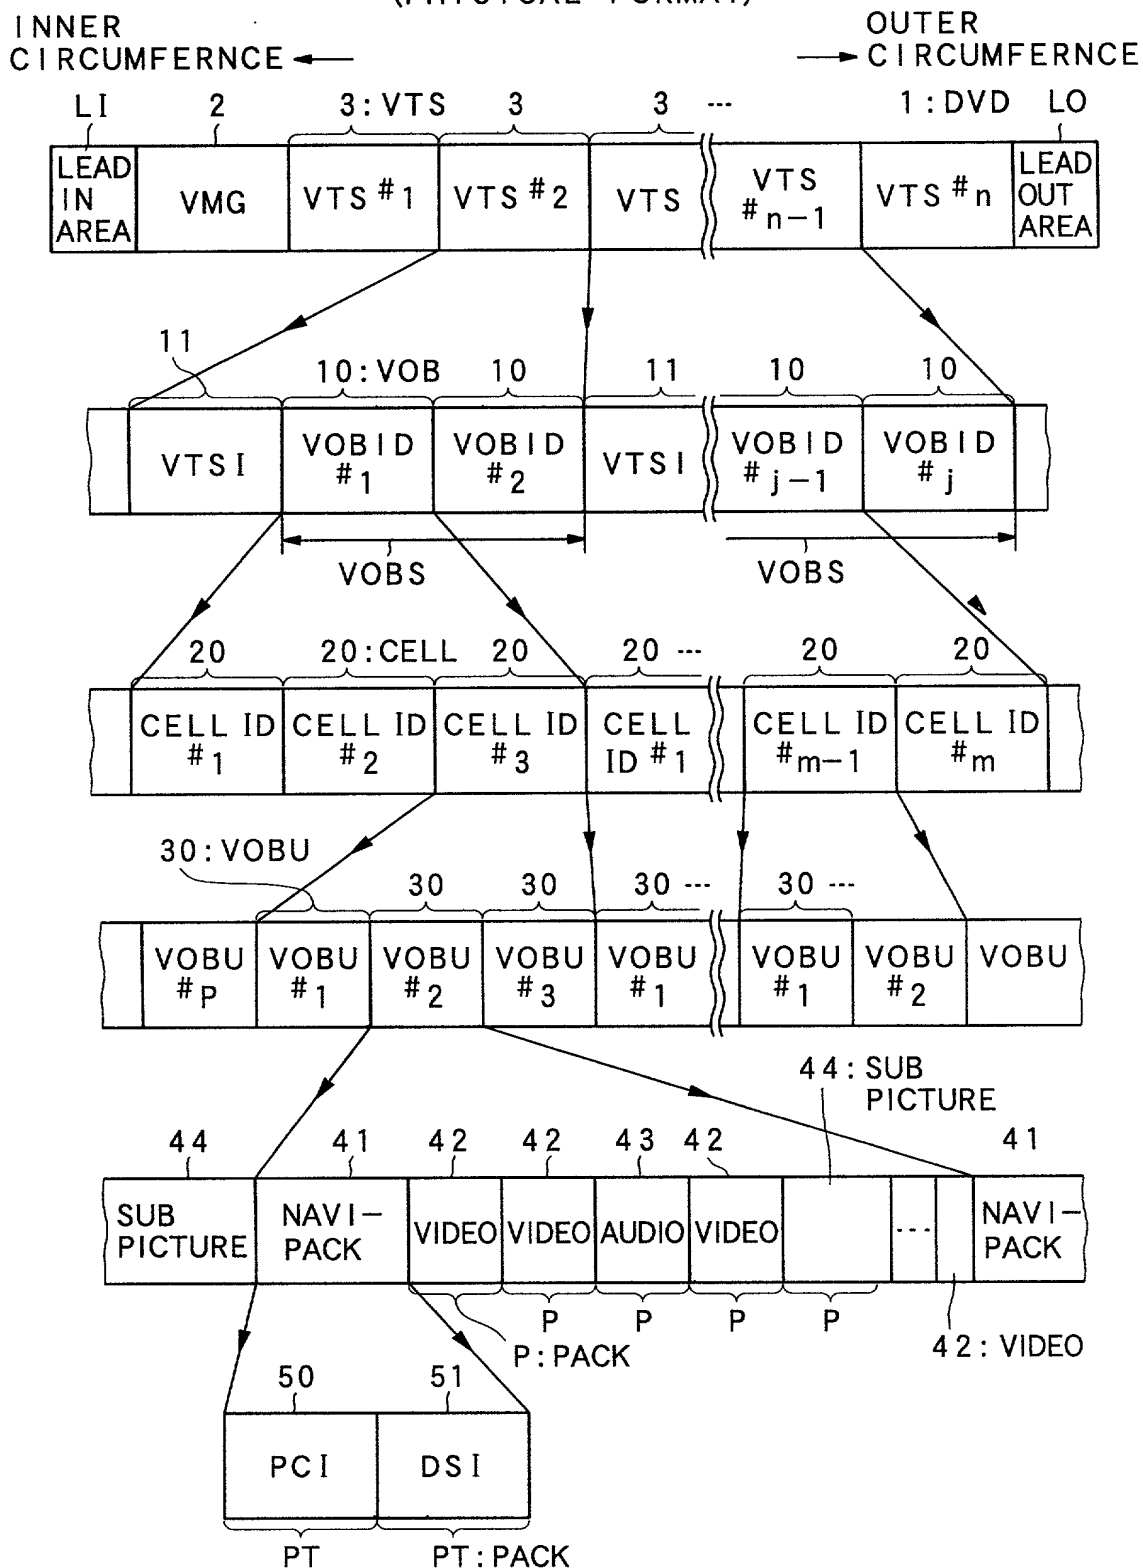 (PHYSICAL FORMAT)
INNER
CIRCUMFERNCE
OUTER
CIRCUMFERNCE
LI 2 3:VTS 3 3 --- 1:DVD LO
LEAD
IN
AREA
VMG
VTS #1
VTS #2
VTS
VTS
#n-1
VTS #n
LEAD
OUT
AREA
11 10:VOB 10 11 10 10
VTSI
VOBID
#1
VOBID
#2
VTSI
VOBID
#j-1
VOBID
#j
VOBS
VOBS
20 20:CELL 20 20 --- 20 20
CELL ID
#1
CELL ID
#2
CELL ID
#3
CELL
ID #1
CELL ID
#m-1
CELL ID
#m
30:VOBU 30 30 30 --- 30 ---
VOBU
#P
VOBU
#1
VOBU
#2
VOBU
#3
VOBU
#1
VOBU
#1
VOBU
#2
VOBU
44:SUB
PICTURE
44 41 42 42 43 42 41
SUB
PICTURE
NAVI-
PACK
VIDEO
VIDEO
AUDIO
VIDEO
---
NAVI-
PACK
P P P P
P:PACK
42:VIDEO
50 51
PCI
DSI
PT PT:PACK